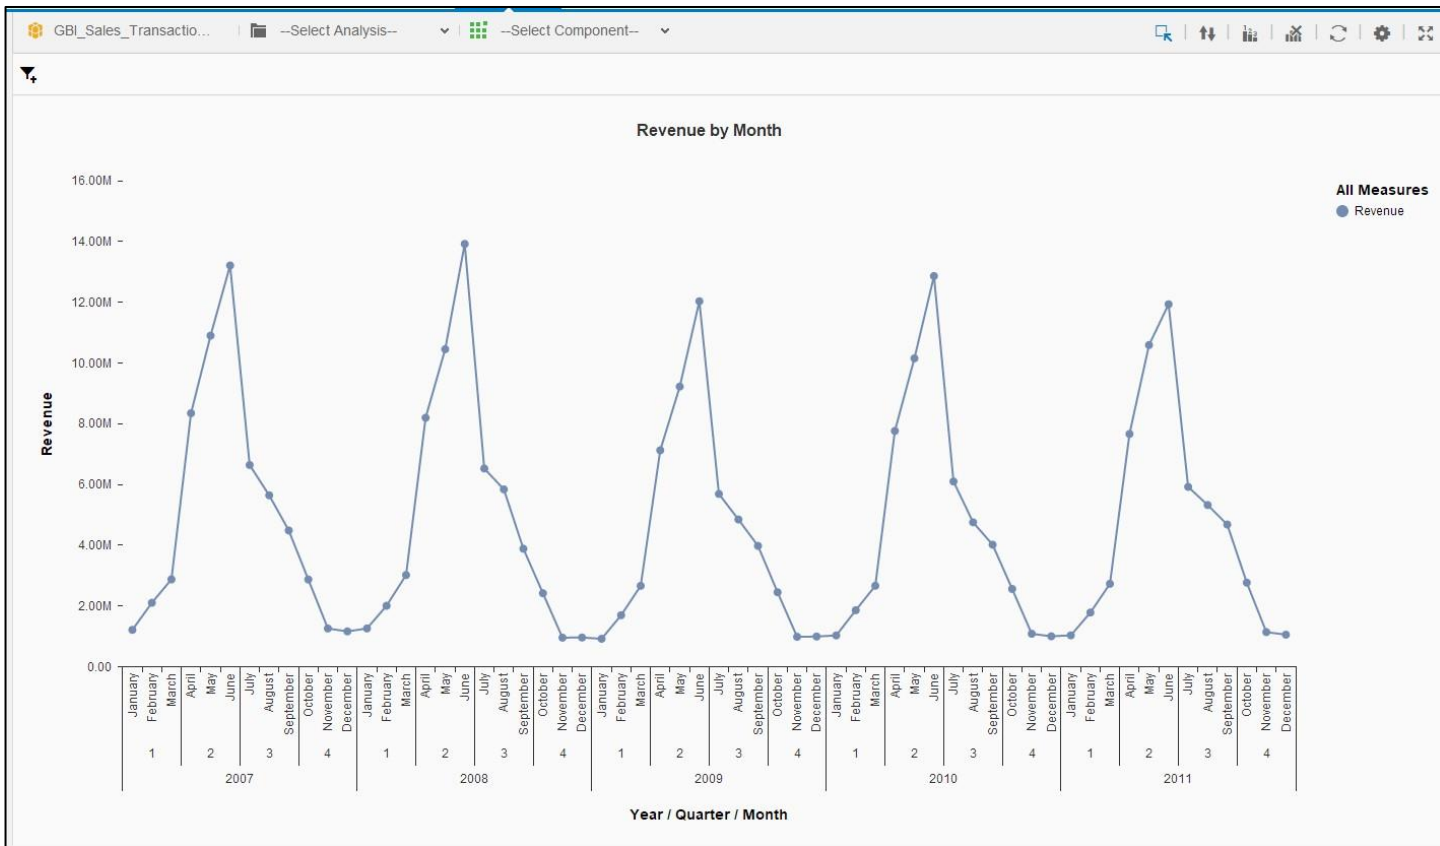 GBI_Sales_Transactio... --Select Analysis-- --Select Component--
Revenue by Month
All Measures
Revenue
16.00M
14.00M
12.00M
10.00M
8.00M
6.00M
4.00M
2.00M
0.00
Revenue
January February March April May June July August September October November December January February March April May June July August September October November December January February March April May June July August September October November December January February March April May June July August September October November December January February March April May June July August September October November December
1 2 3 4 1 2 3 4 1 2 3 4 1 2 3 4 1 2 3 4
2007 2008 2009 2010 2011
Year / Quarter / Month